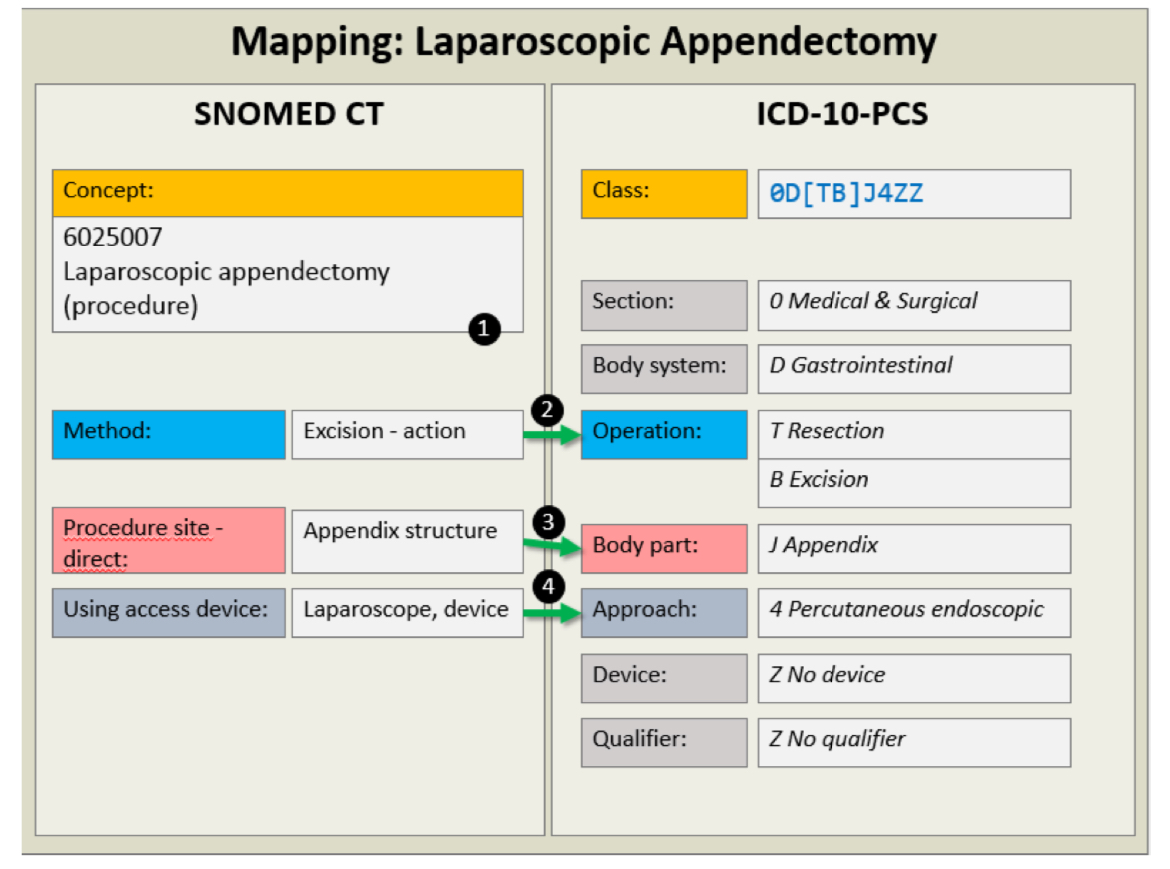 Mapping: Laparoscopic Appendectomy
SNOMED CT
Concept:
6025007
Laparoscopic appendectomy
(procedure)
1
Method:
Excision - action
2
Procedure site -
direct:
Appendix structure
3
Using access device:
Laparoscope, device
4
ICD-10-PCS
Class:
0D[TB]J4ZZ
Section:
0 Medical & Surgical
Body system:
D Gastrointestinal
Operation:
T Resection
B Excision
Body part:
J Appendix
Approach:
4 Percutaneous endoscopic
Device:
Z No device
Qualifier:
Z No qualifier